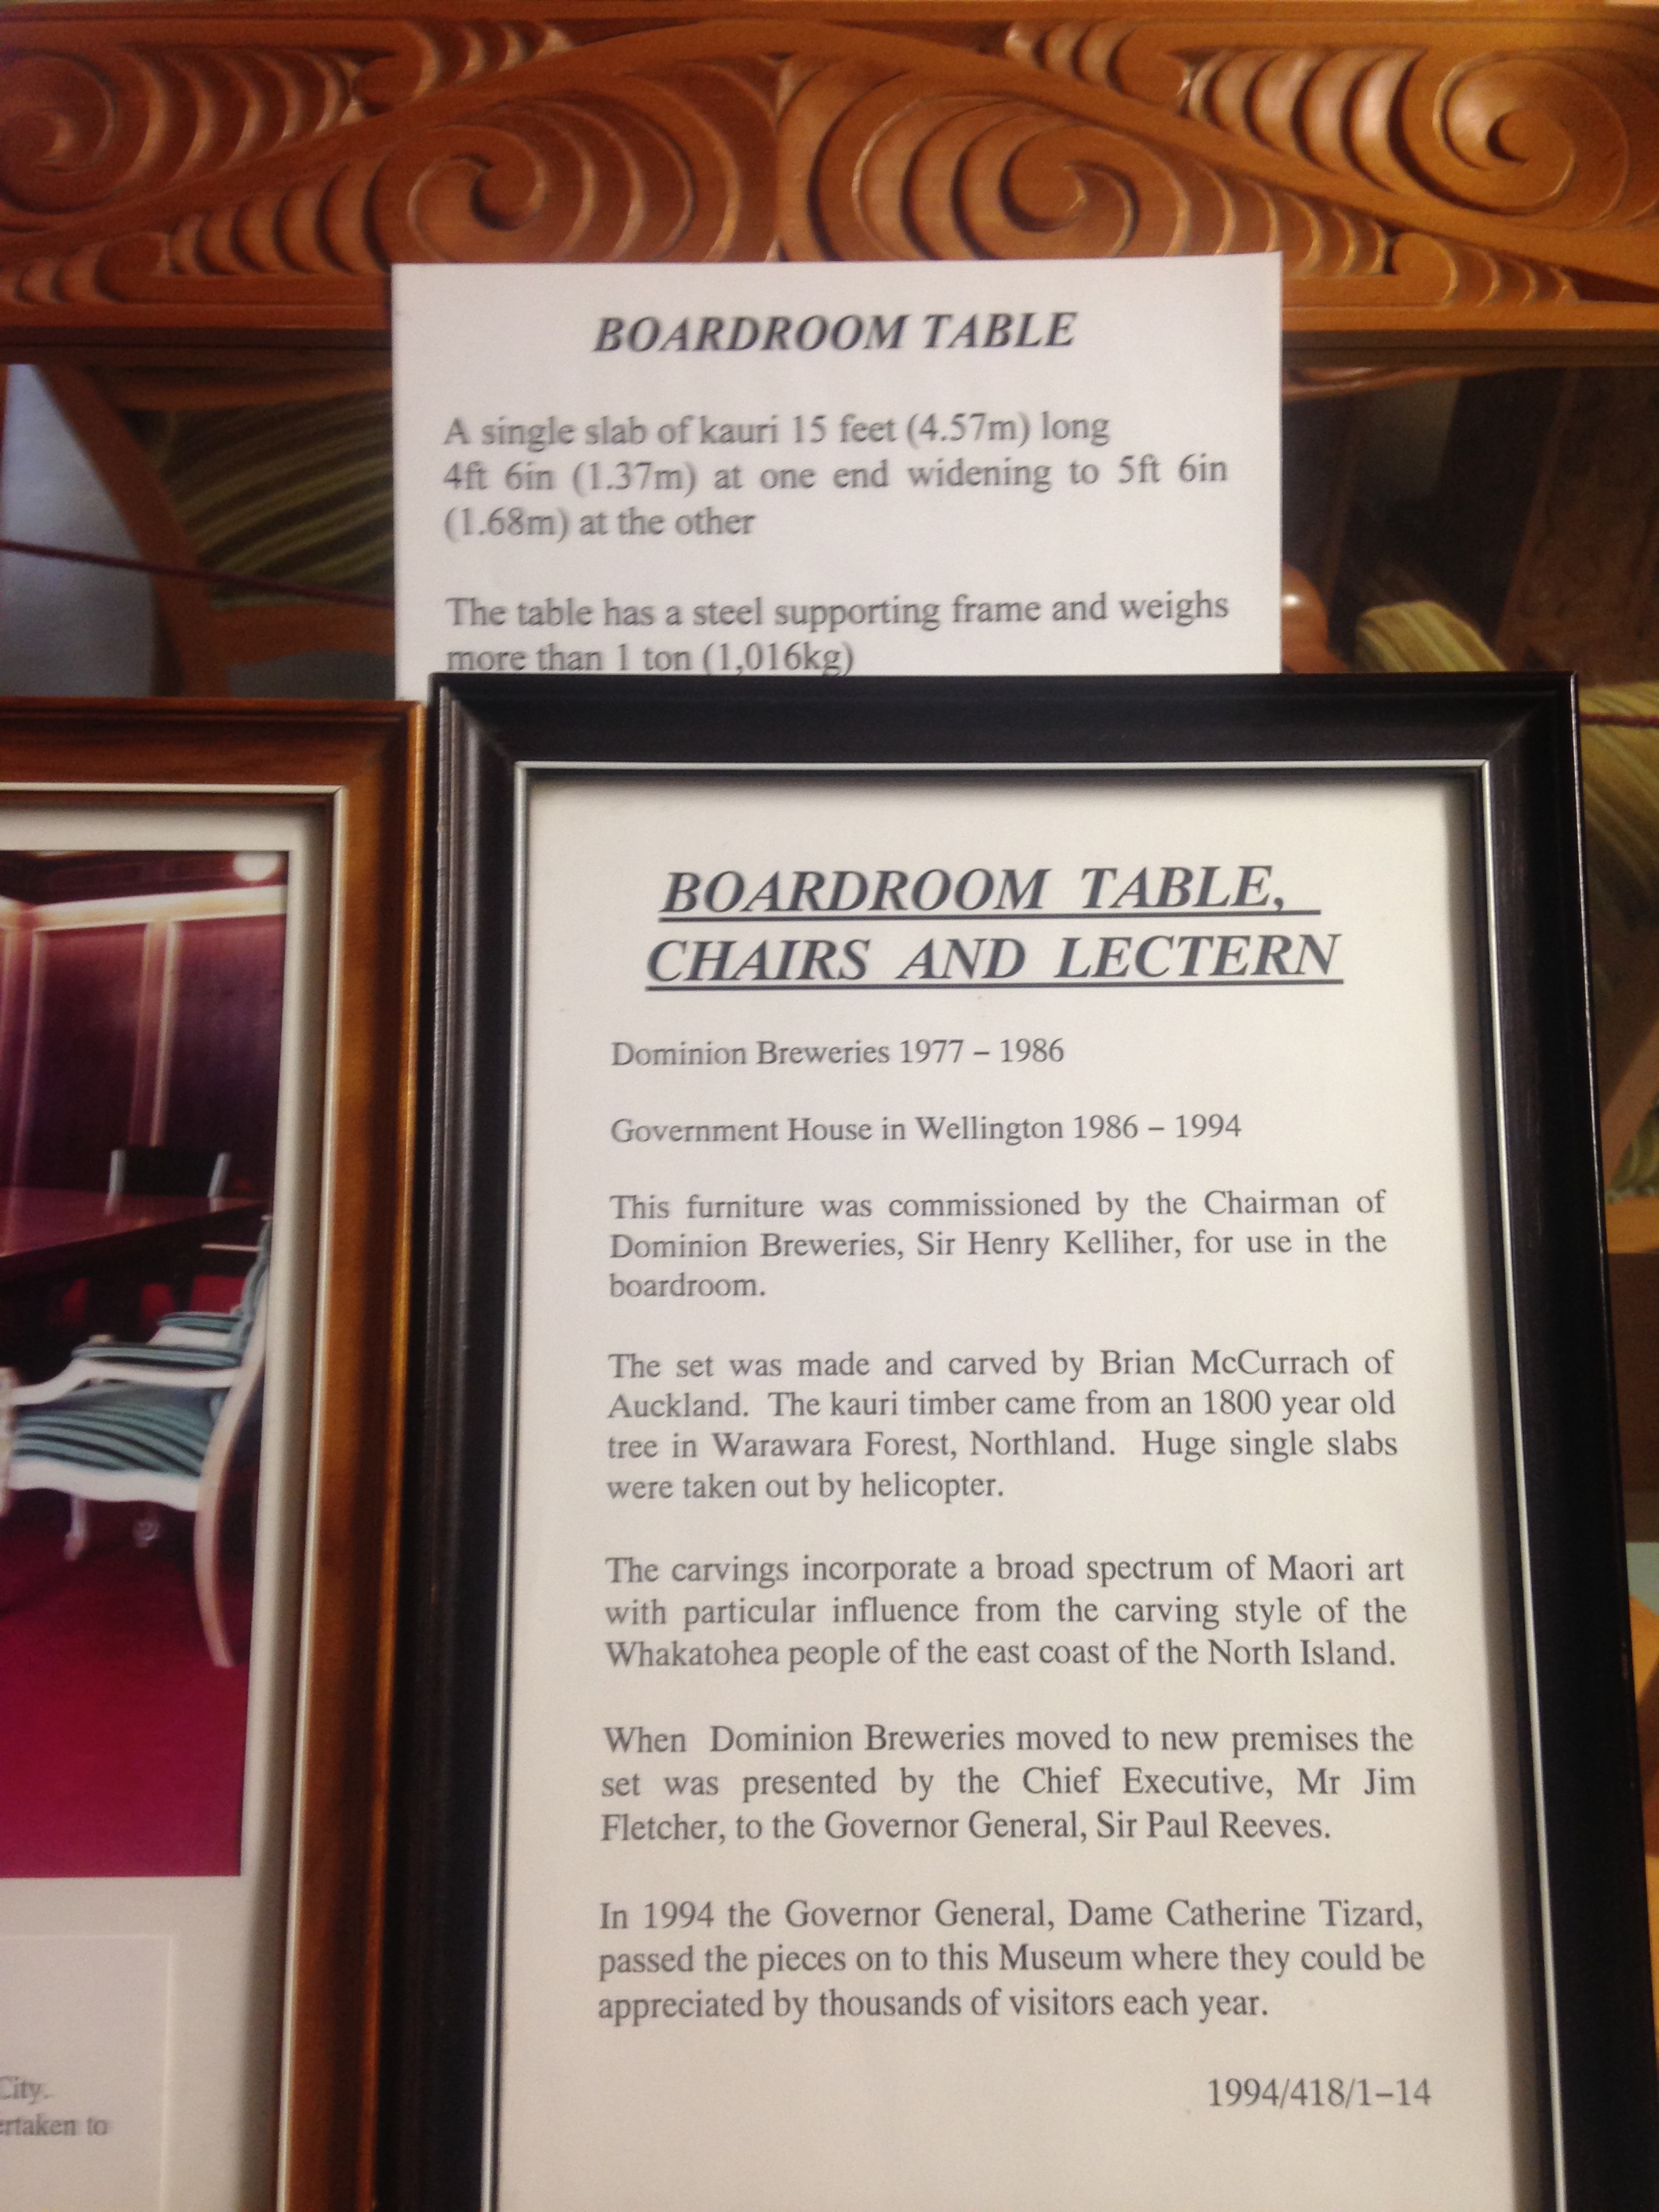 BOARDROOM TABLE
A single slab of kauri 15 feet (4.57m) long
4ft 6in (1.37m) at one end widening to 5ft 6in
(1.68m) at the other
The table has a steel supporting frame and weighs
more than 1 ton (1,016kg)
BOARDROOM TABLE,
CHAIRS AND LECTERN
Dominion Breweries 1977 – 1986
Government House in Wellington 1986 – 1994
This furniture was commissioned by the Chairman of
Dominion Breweries, Sir Henry Kelliher, for use in the
boardroom.
The set was made and carved by Brian McCurrach of
Auckland. The kauri timber came from an 1800 year old
tree in Warawara Forest, Northland. Huge single slabs
were taken out by helicopter.
The carvings incorporate a broad spectrum of Maori art
with particular influence from the carving style of the
Whakatohea people of the east coast of the North Island.
When Dominion Breweries moved to new premises the
set was presented by the Chief Executive, Mr Jim
Fletcher, to the Governor General, Sir Paul Reeves.
In 1994 the Governor General, Dame Catherine Tizard,
passed the pieces on to this Museum where they could be
appreciated by thousands of visitors each year.
1994/418/1–14
City.
ertaken to